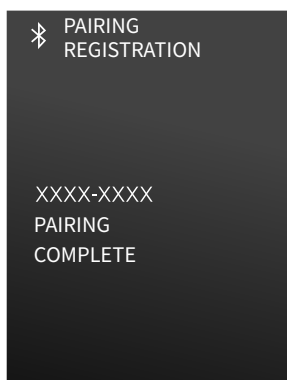 PAIRING
REGISTRATION
XXXX-XXXX
PAIRING
COMPLETE